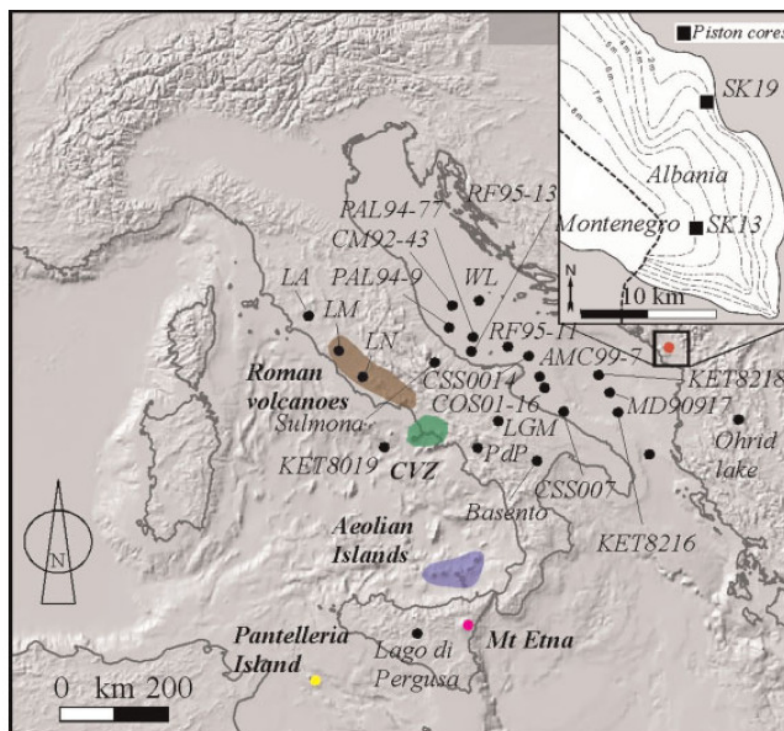 Piston cores
SK19
Albania
Montenegro
SK13
N
10 km
RF95-13
PAL94-77
CM92-43
PAL94-9
WL
LA
LM
LN
RF95-11
AMC99-7
Roman
volcanoes
CSS0014
KET8218
COS01-16
MD90917
Sulmona
LGM
Ohrid
lake
KET8019
CVZ
PdP
CSS007
Basento
KET8216
Aeolian
Islands
N
Pantelleria
Island
Lago di
Pergusa
Mt Etna
0 km 200